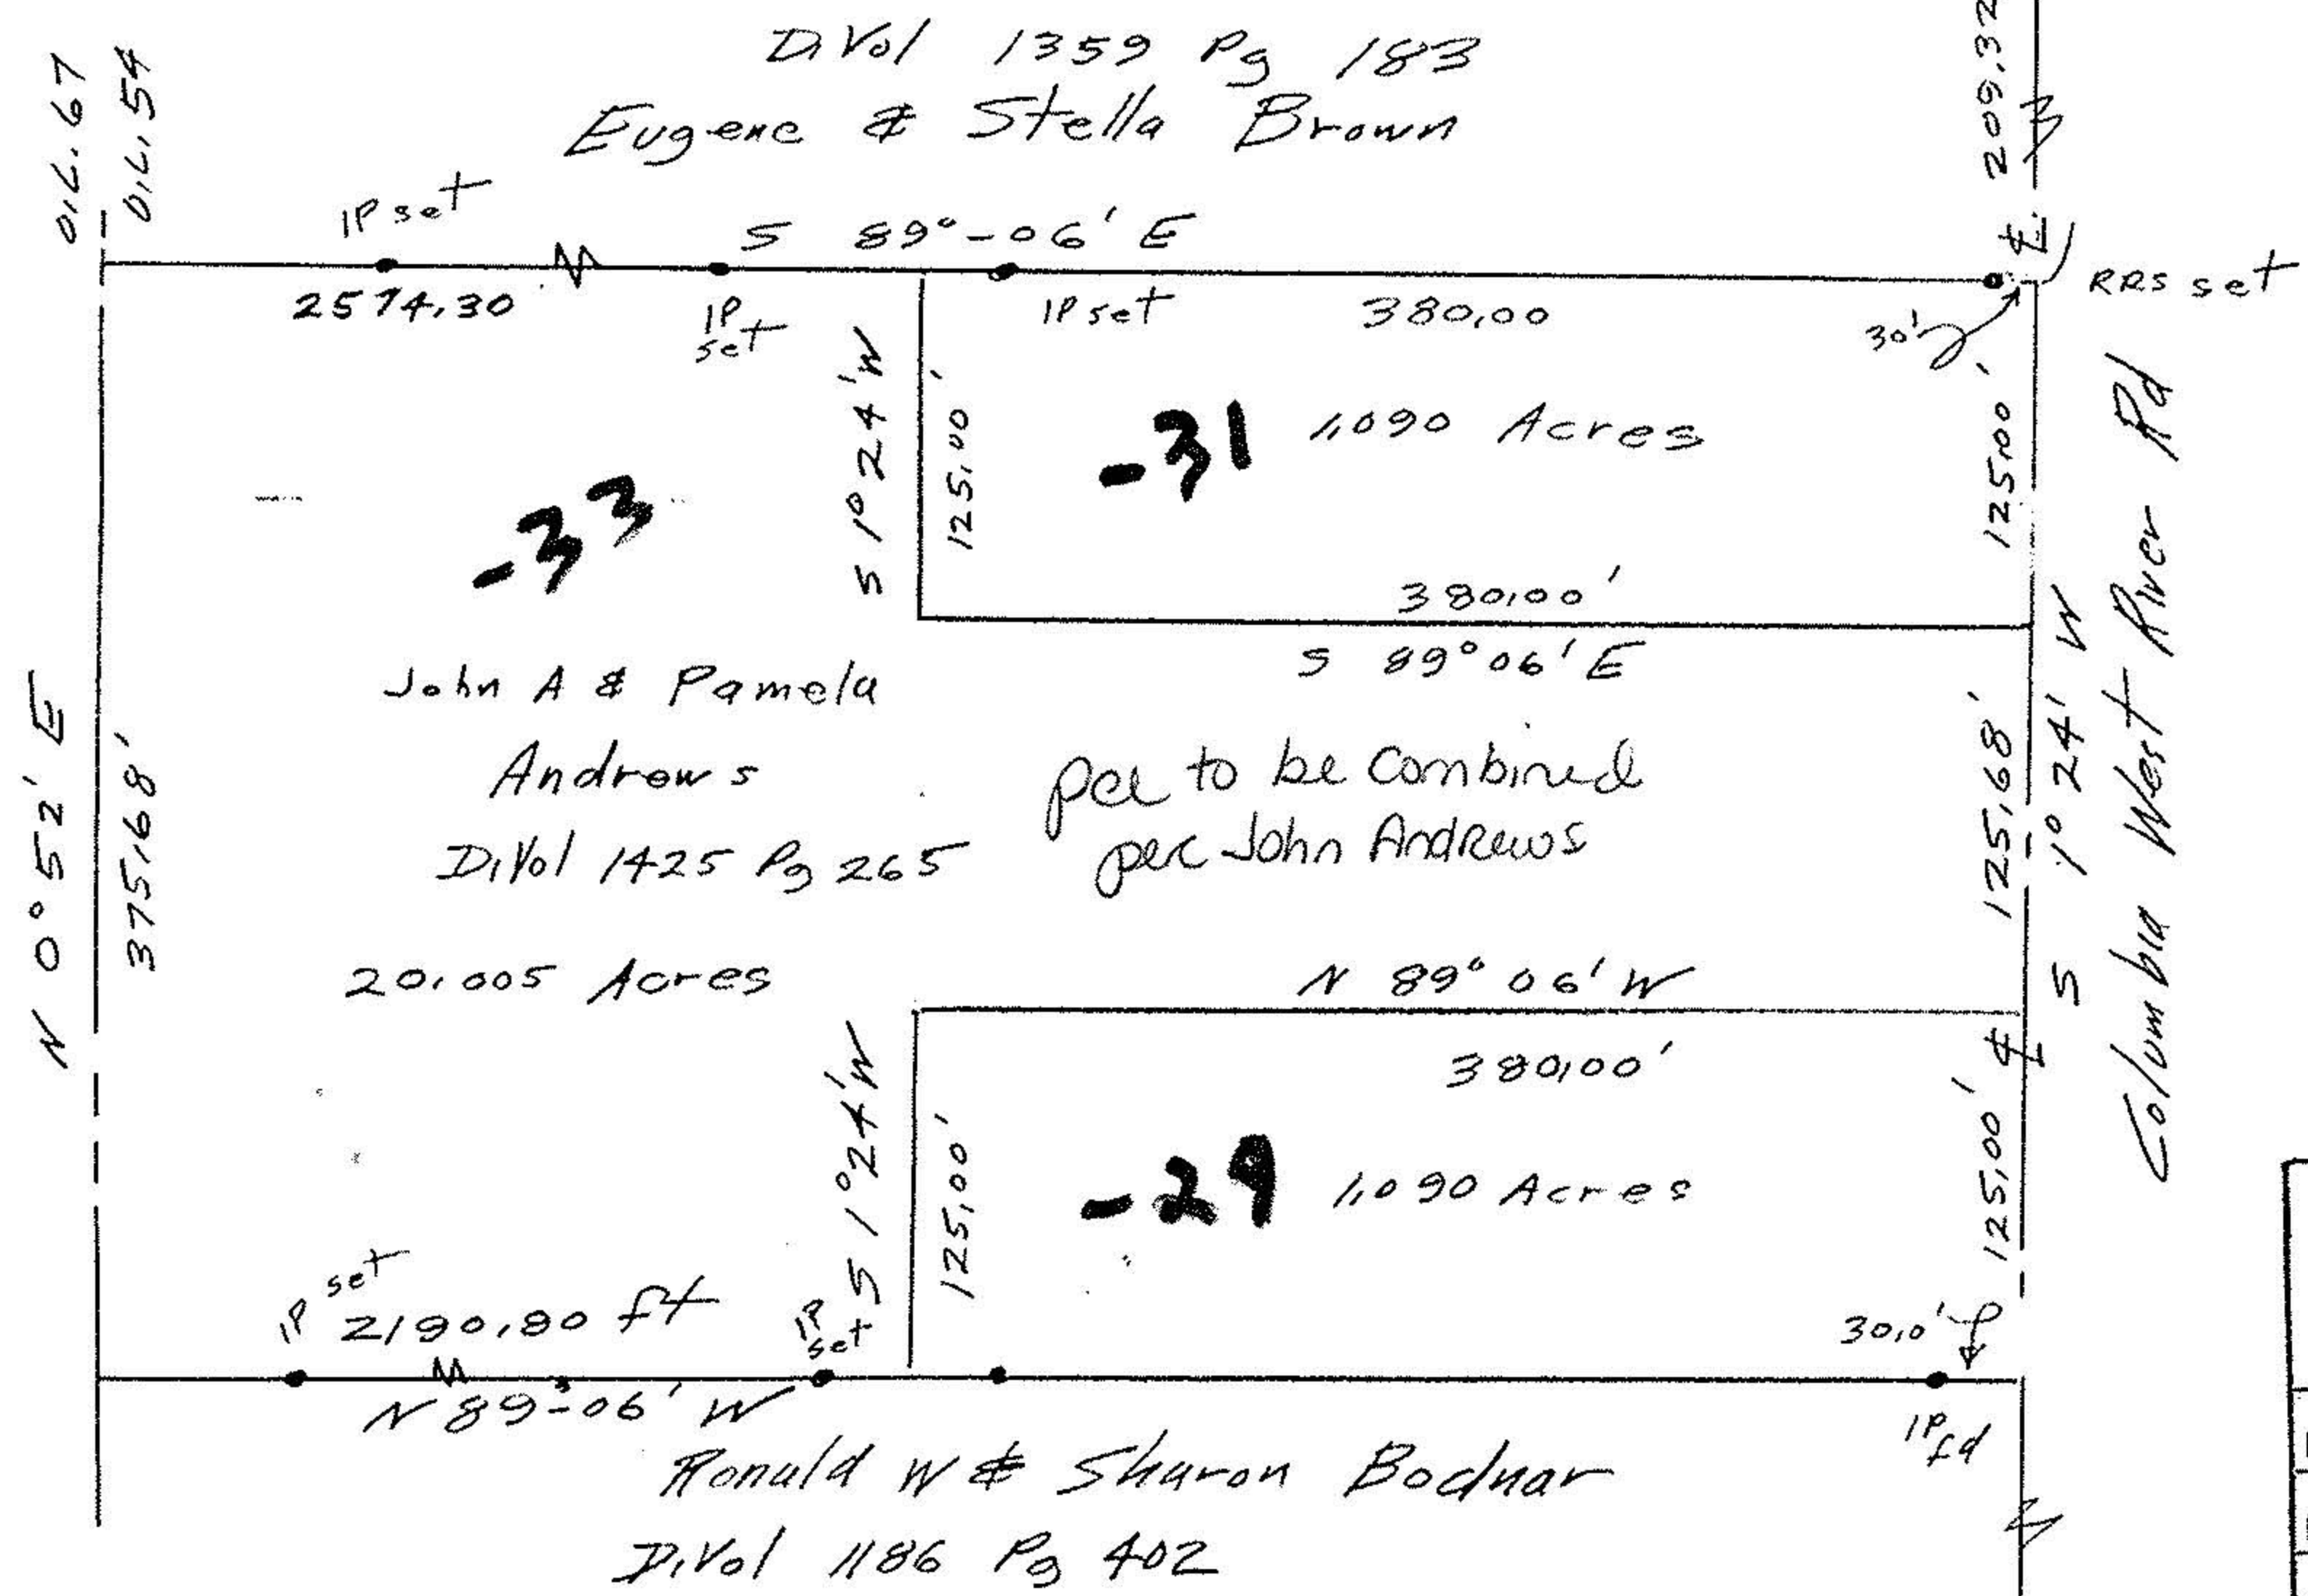 D.Vol 1359 Pg 183
Eugene & Stella Brown
O.L. 67
O.L. 54
209.32
IP set
S 89°-06' E
℄
RRS set
2574.30
IP
set
IP set
380.00
30'
S 1° 24' W
125.00'
-31 1.090 Acres
125.00'
Columbia West River Rd
-33
380.00'
S 89° 06' E
John A & Pamela
Andrews
D.Vol 1425 Pg 265
pcl to be Combined
per John Andrews
N 0° 52' E
375.68'
125.68'
S 1° 24' W
20.005 Acres
N 89° 06' W
380.00'
℄
S 1° 24' W
125.00'
-29 1.090 Acres
125.00'
IP set
2190.80 ft
IP
set
30.0'
N 89°-06' W
IP fd
Ronald W & Sharon Bodnar
D.Vol 1186 Pg 402